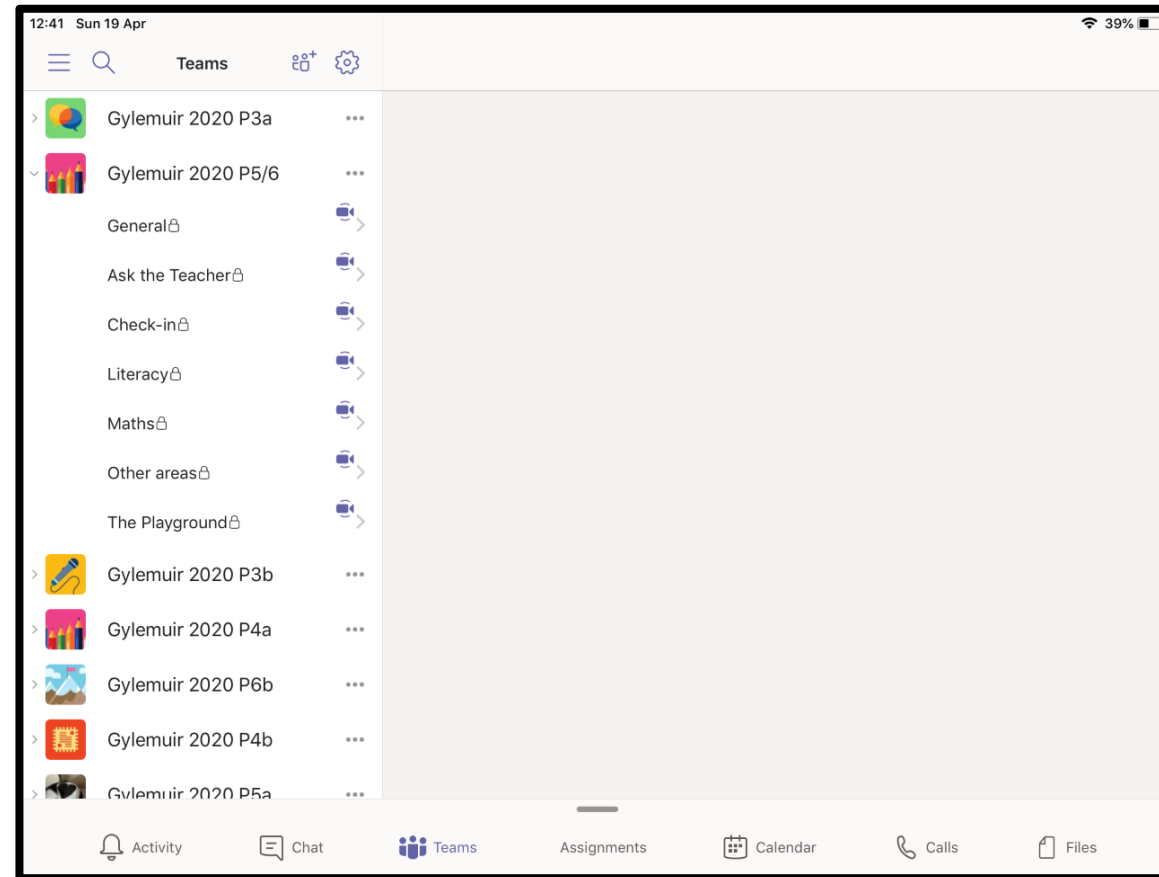 12:41 Sun 19 Apr
39%
Teams
Gylemuir 2020 P3a
Gylemuir 2020 P5/6
General
Ask the Teacher
Check-in
Literacy
Maths
Other areas
The Playground
Gylemuir 2020 P3b
Gylemuir 2020 P4a
Gylemuir 2020 P6b
Gylemuir 2020 P4b
Gylemuir 2020 P5a
Activity Chat Teams Assignments Calendar Calls Files